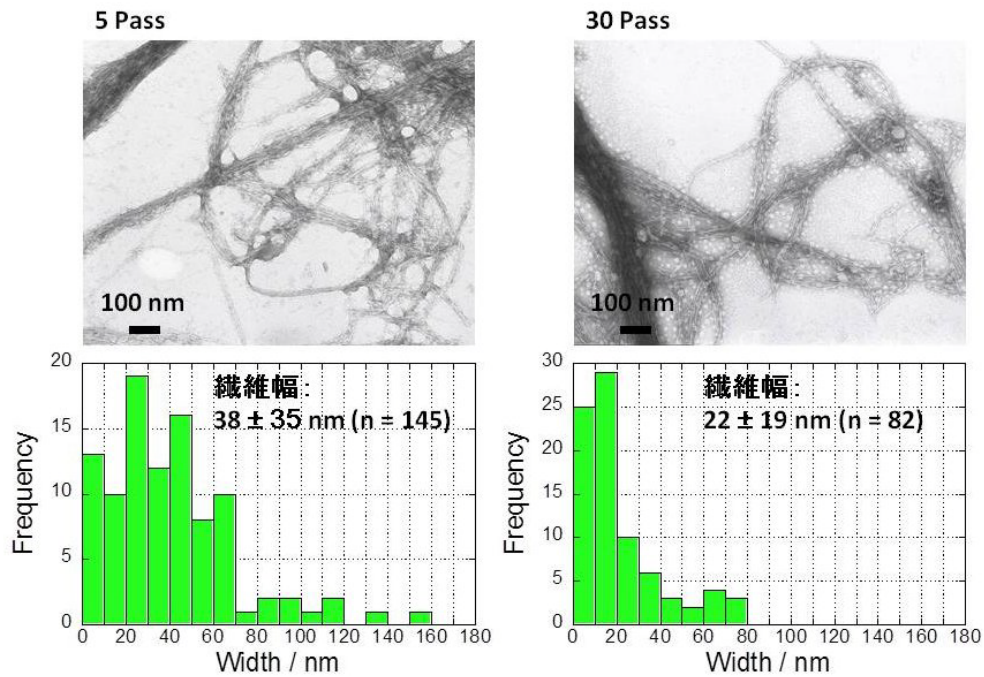 5 Pass
30 Pass
100 nm
100 nm
20
15
10
5
0
Frequency
繊維幅:
38 ± 35 nm (n = 145)
0 20 40 60 80 100 120 140 160 180
Width / nm
30
25
20
15
10
5
0
Frequency
繊維幅:
22 ± 19 nm (n = 82)
0 20 40 60 80 100 120 140 160 180
Width / nm